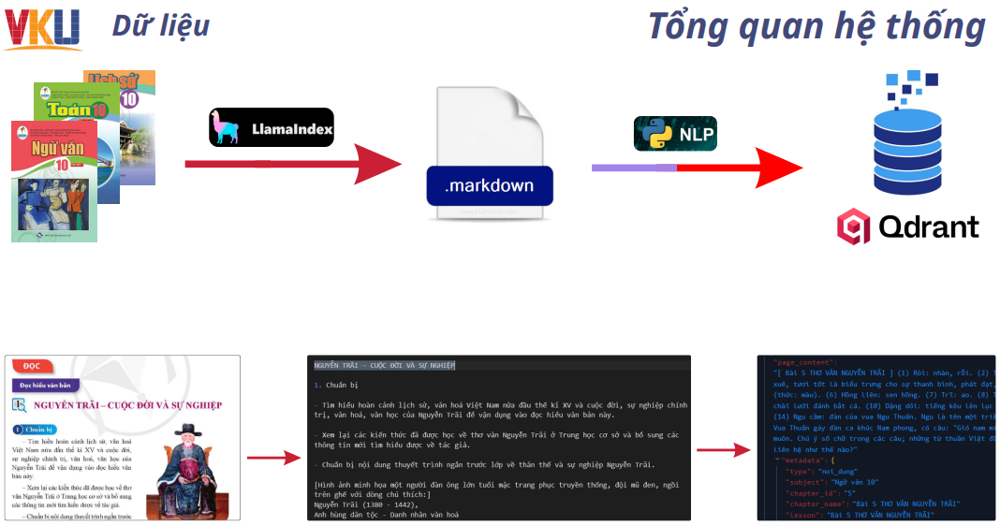 VKU
Dữ liệu
Tổng quan hệ thống
Lịch sử
10
Toán 10
Ngữ văn
10
LlamaIndex
.markdown
NLP
Qdrant
ĐỌC
Đọc hiểu văn bản
NGUYỄN TRÃI – CUỘC ĐỜI VÀ SỰ NGHIỆP
1 Chuẩn bị
– Tìm hiểu hoàn cảnh lịch sử, văn hoá
Việt Nam nửa đầu thế kỉ XV và cuộc đời,
sự nghiệp chính trị, văn hoá, văn học của
Nguyễn Trãi để vận dụng vào đọc hiểu văn
bản này.
– Xem lại các kiến thức đã được học về thơ
văn Nguyễn Trãi ở Trung học cơ sở và bổ sung
các thông tin mới tìm hiểu được về tác giả.
– Chuẩn bị nội dung thuyết trình ngắn trước
NGUYỄN TRÃI – CUỘC ĐỜI VÀ SỰ NGHIỆP
1. Chuẩn bị
- Tìm hiểu hoàn cảnh lịch sử, văn hoá Việt Nam nửa đầu thế kỉ XV và cuộc đời, sự nghiệp chính
trị, văn hoá, văn học của Nguyễn Trãi để vận dụng vào đọc hiểu văn bản này.
- Xem lại các kiến thức đã được học về thơ văn Nguyễn Trãi ở Trung học cơ sở và bổ sung các
thông tin mới tìm hiểu được về tác giả.
- Chuẩn bị nội dung thuyết trình ngắn trước lớp về thân thế và sự nghiệp Nguyễn Trãi.
[Hình ảnh minh họa một người đàn ông lớn tuổi mặc trang phục truyền thống, đội mũ đen, ngồi
trên ghế với dòng chú thích:]
Nguyễn Trãi (1380 - 1442),
Anh hùng dân tộc - Danh nhân văn hoá
"page_content":
"[ Bài 5 THƠ VĂN NGUYỄN TRÃI ] (1) Rồi: nhàn, rỗi. (2)
xuê, tươi tốt là biểu trưng cho sự thanh bình, phát đạt,
(thức: màu). (6) Hồng liên: sen hồng. (7) Trì: ao. (8)
chài lưới đánh bắt cá. (10) Dắng dỏi: tiếng kêu lên lục
(14) Ngu cầm: đàn của vua Ngu Thuấn. Ngu là tên một triề
Vua Thuấn gảy đàn ca khúc Nam phong, có câu: "Gió nam
muôn. Chú ý số chữ trong các câu; những từ thuần Việt đ
Liên hệ như thế nào?"
"metadata": {
"type": "noi_dung"
"subject": "Ngữ văn 10"
"chapter_id": "5"
"chapter_name": "Bài 5 THƠ VĂN NGUYỄN TRÃI"
"lesson": "Bài 5 THƠ VĂN NGUYỄN TRÃI"